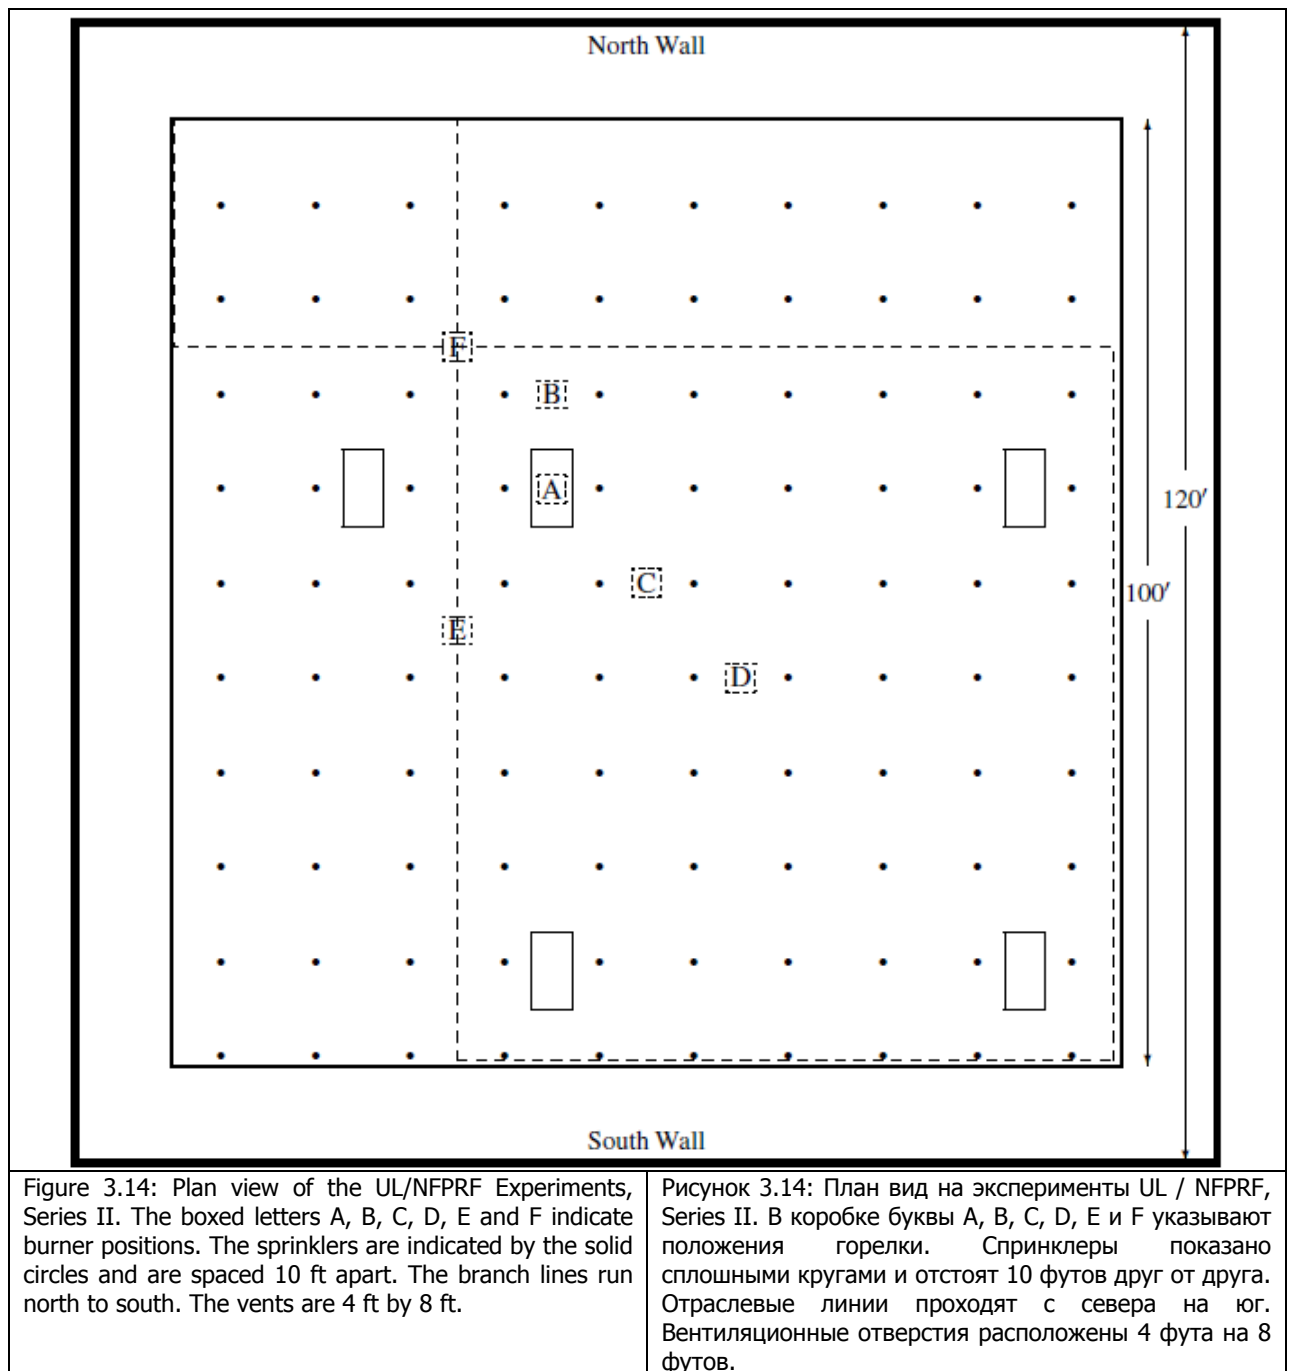 North Wall
F
B
A
120′
C
100′
E
D
South Wall
Figure 3.14: Plan view of the UL/NFPRF Experiments,
Series II. The boxed letters A, B, C, D, E and F indicate
burner positions. The sprinklers are indicated by the solid
circles and are spaced 10 ft apart. The branch lines run
north to south. The vents are 4 ft by 8 ft.
Рисунок 3.14: План вид на эксперименты UL / NFPRF,
Series II. В коробке буквы A, B, C, D, E и F указывают
положения горелки. Спринклеры показано
сплошными кругами и отстоят 10 футов друг от друга.
Отраслевые линии проходят с севера на юг.
Вентиляционные отверстия расположены 4 фута на 8
футов.